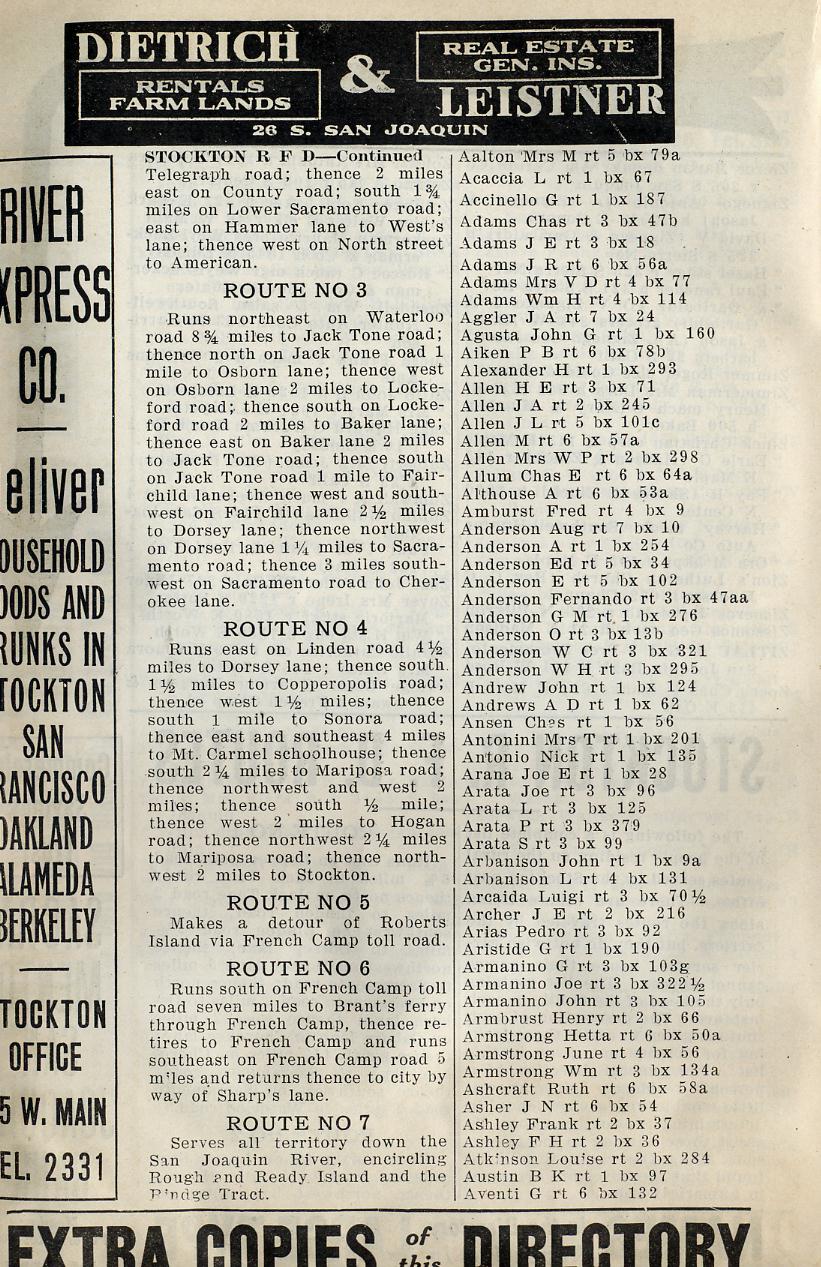 DIETRICH
RENTALS
FARM LANDS
&
REAL ESTATE
GEN. INS.
LEISTNER
26 S. SAN JOAQUIN
RIVER
XPRESS
CO.
eliver
OUSEHOLD
OODS AND
RUNKS IN
TOCKTON
SAN
RANCISCO
OAKLAND
ALAMEDA
BERKELEY
TOCKTON
OFFICE
5 W. MAIN
EL. 2331
STOCKTON R F D—Continued
Telegraph road; thence 2 miles
east on County road; south 1¾
miles on Lower Sacramento road;
east on Hammer lane to West's
lane; thence west on North street
to American.
ROUTE NO 3
Runs northeast on Waterloo
road 8¾ miles to Jack Tone road;
thence north on Jack Tone road 1
mile to Osborn lane; thence west
on Osborn lane 2 miles to Locke-
ford road; thence south on Locke-
ford road 2 miles to Baker lane;
thence east on Baker lane 2 miles
to Jack Tone road; thence south
on Jack Tone road 1 mile to Fair-
child lane; thence west and south-
west on Fairchild lane 2½ miles
to Dorsey lane; thence northwest
on Dorsey lane 1¼ miles to Sacra-
mento road; thence 3 miles south-
west on Sacramento road to Cher-
okee lane.
ROUTE NO 4
Runs east on Linden road 4½
miles to Dorsey lane; thence south
1½ miles to Copperopolis road;
thence west 1½ miles; thence
south 1 mile to Sonora road;
thence east and southeast 4 miles
to Mt. Carmel schoolhouse; thence
south 2¼ miles to Mariposa road;
thence northwest and west 2
miles; thence south ½ mile;
thence west 2 miles to Hogan
road; thence northwest 2¼ miles
to Mariposa road; thence north-
west 2 miles to Stockton.
ROUTE NO 5
Makes a detour of Roberts
Island via French Camp toll road.
ROUTE NO 6
Runs south on French Camp toll
road seven miles to Brant's ferry
through French Camp, thence re-
tires to French Camp and runs
southeast on French Camp road 5
miles and returns thence to city by
way of Sharp's lane.
ROUTE NO 7
Serves all territory down the
San Joaquin River, encircling
Rough and Ready Island and the
Rindge Tract.
Aalton Mrs M rt 5 bx 79a
Acaccia L rt 1 bx 67
Accinello G rt 1 bx 187
Adams Chas rt 3 bx 47b
Adams J E rt 3 bx 18
Adams J R rt 6 bx 56a
Adams Mrs V D rt 4 bx 77
Adams Wm H rt 4 bx 114
Aggler J A rt 7 bx 24
Agusta John G rt 1 bx 160
Aiken P B rt 6 bx 78b
Alexander H rt 1 bx 293
Allen H E rt 3 bx 71
Allen J A rt 2 bx 245
Allen J L rt 5 bx 101c
Allen M rt 6 bx 57a
Allen Mrs W P rt 2 bx 298
Allum Chas E rt 6 bx 64a
Althouse A rt 6 bx 53a
Amburst Fred rt 4 bx 9
Anderson Aug rt 7 bx 10
Anderson A rt 1 bx 254
Anderson Ed rt 5 bx 34
Anderson E rt 5 bx 102
Anderson Fernando rt 3 bx 47aa
Anderson G M rt 1 bx 276
Anderson O rt 3 bx 13b
Anderson W C rt 3 bx 321
Anderson W H rt 3 bx 295
Andrew John rt 1 bx 124
Andrews A D rt 1 bx 62
Ansen Chas rt 1 bx 56
Antonini Mrs T rt 1 bx 201
Antonio Nick rt 1 bx 135
Arana Joe E rt 1 bx 28
Arata Joe rt 3 bx 96
Arata L rt 3 bx 125
Arata P rt 3 bx 379
Arata S rt 3 bx 99
Arbanison John rt 1 bx 9a
Arbanison L rt 4 bx 131
Arcaida Luigi rt 3 bx 70½
Archer J E rt 2 bx 216
Arias Pedro rt 3 bx 92
Aristide G rt 1 bx 190
Armanino G rt 3 bx 103g
Armanino Joe rt 3 bx 322½
Armanino John rt 3 bx 105
Armbrust Henry rt 2 bx 66
Armstrong Hetta rt 6 bx 50a
Armstrong June rt 4 bx 56
Armstrong Wm rt 3 bx 134a
Ashcraft Ruth rt 6 bx 58a
Asher J N rt 6 bx 54
Ashley Frank rt 2 bx 37
Ashley F H rt 2 bx 36
Atkinson Louise rt 2 bx 284
Austin B K rt 1 bx 97
Aventi G rt 6 bx 132
EXTRA COPIES of this DIRECTORY